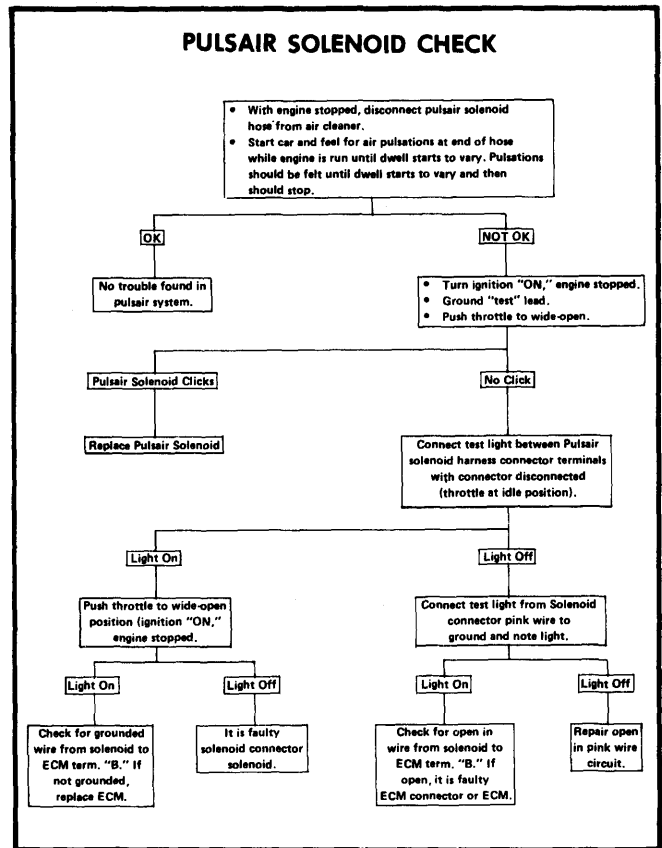 PULSAIR SOLENOID CHECK
• With engine stopped, disconnect pulsair solenoid
hose from air cleaner.
• Start car and feel for air pulsations at end of hose
while engine is run until dwell starts to vary. Pulsations
should be felt until dwell starts to vary and then
should stop.
OK
NOT OK
No trouble found in
pulsair system.
• Turn ignition "ON," engine stopped.
• Ground "test" lead.
• Push throttle to wide-open.
Pulsair Solenoid Clicks
No Click
Replace Pulsair Solenoid
Connect test light between Pulsair
solenoid harness connector terminals
with connector disconnected
(throttle at idle position).
Light On
Light Off
Push throttle to wide-open
position (ignition "ON,"
engine stopped.
Connect test light from Solenoid
connector pink wire to
ground and note light.
Light On
Light Off
Light On
Light Off
Check for grounded
wire from solenoid to
ECM term. "B." If
not grounded,
replace ECM.
It is faulty
solenoid connector
solenoid.
Check for open in
wire from solenoid to
ECM term. "B." If
open, it is faulty
ECM connector or ECM.
Repair open
in pink wire
circuit.